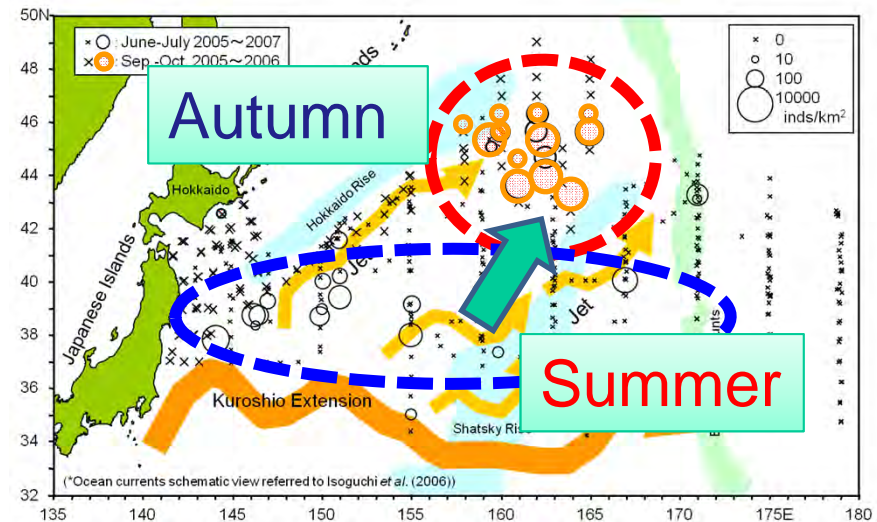 50N
48
46
44
42
40
38
36
34
32
135
140
145
150
155
160
165
170
175E
180
× ○ : June-July 2005～2007
× ○ : Sep.-Oct. 2005～2006
× 0
○ 10
○ 100
○ 10000
inds/km2
Autumn
Hokkaido
Hokkaido Rise
Jet
Japanese Islands
Jet
Summer
Kuroshio Extension
Shatsky
(*Ocean currents schematic view referred to Isoguchi et al. (2006))